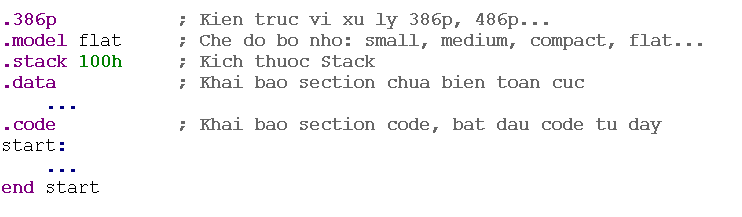 .386p ; Kien truc vi xu ly 386p, 486p...
.model flat ; Che do bo nho: small, medium, compact, flat...
.stack 100h ; Kich thuoc Stack
.data ; Khai bao section chua bien toan cuc
...
.code ; Khai bao section code, bat dau code tu day
start:
...
end start